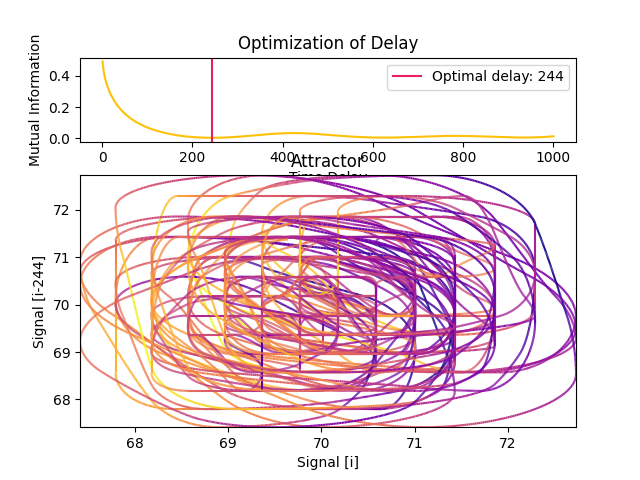 Optimization of Delay
Mutual Information
0.4
0.2
0.0
Optimal delay: 244
0 200 400 600 800 1000
Time Delay
Attractor
Signal [i-244]
72
71
70
69
68
68 69 70 71 72
Signal [i]